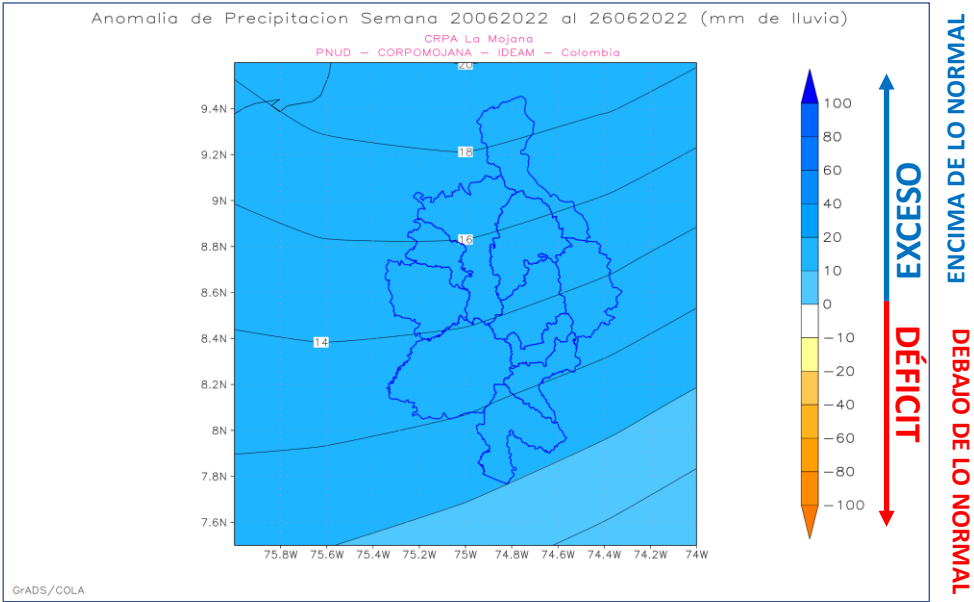 Anomalia de Precipitacion Semana 20062022 al 26062022 (mm de lluvia)
CRPA La Mojana
PNUD – CORPOMOJANA – IDEAM – Colombia
20
18
16
14
9.4N
9.2N
9N
8.8N
8.6N
8.4N
8.2N
8N
7.8N
7.6N
75.8W 75.6W 75.4W 75.2W 75W 74.8W 74.6W 74.4W 74.2W 74W
100
80
60
40
20
10
0
−10
−20
−40
−60
−80
−100
EXCESO
DÉFICIT
ENCIMA DE LO NORMAL
DEBAJO DE LO NORMAL
GrADS/COLA